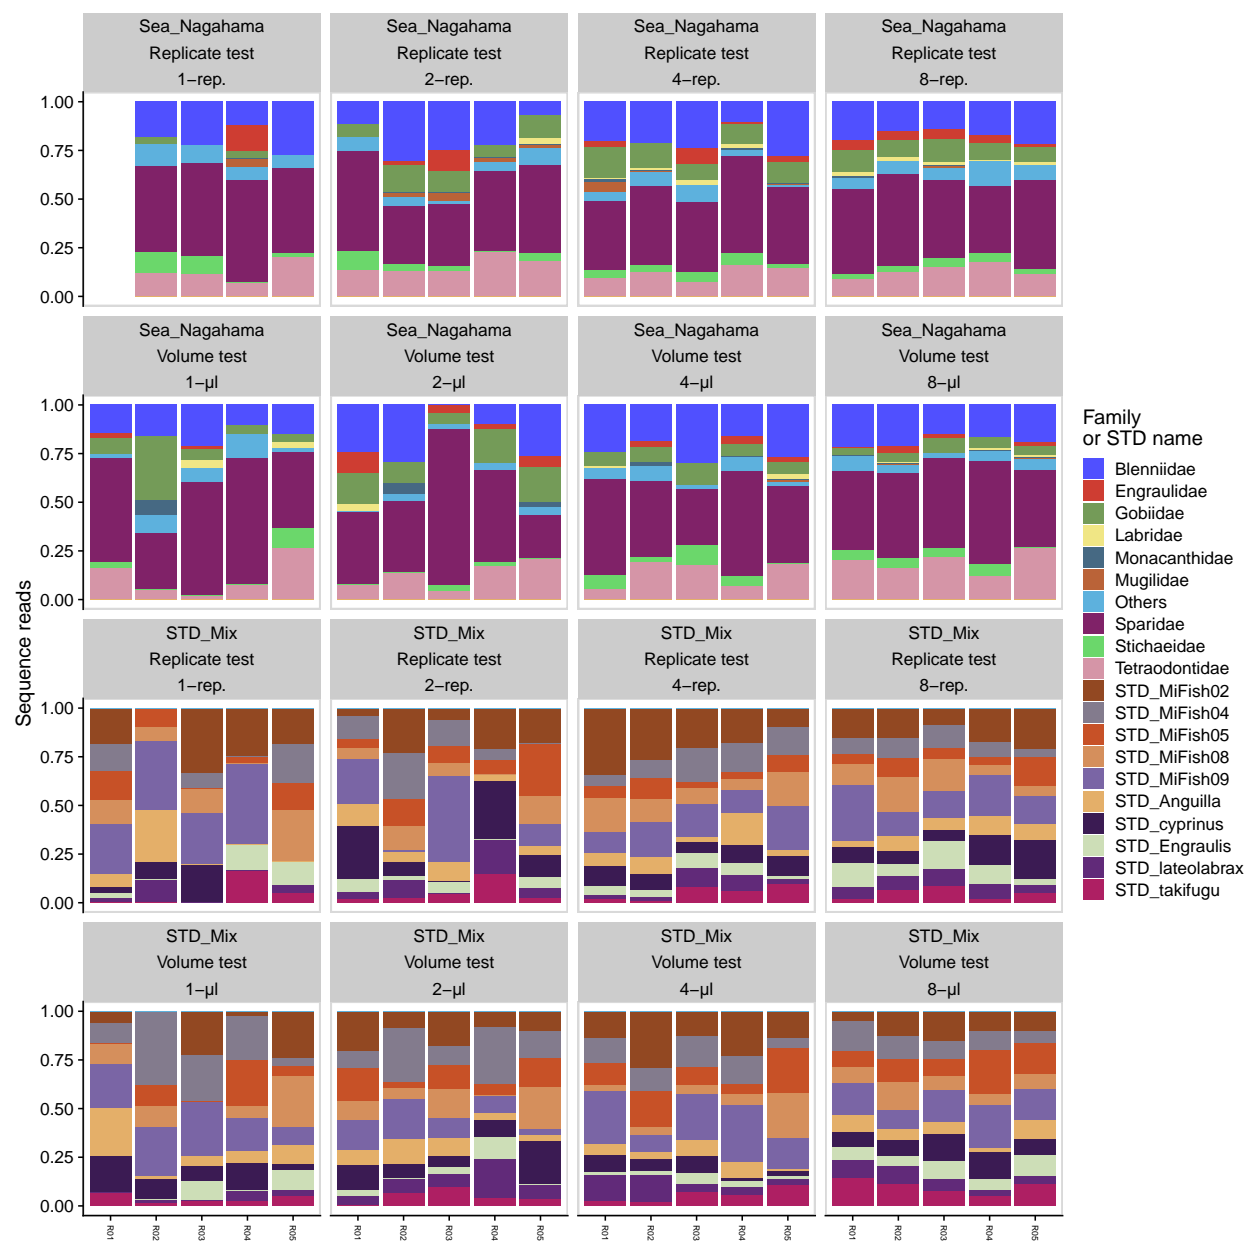 Sea_Nagahama
Replicate test
1−rep.
Sea_Nagahama
Replicate test
2−rep.
Sea_Nagahama
Replicate test
4−rep.
Sea_Nagahama
Replicate test
8−rep.
1.00
0.75
0.50
0.25
0.00
Sea_Nagahama
Volume test
1−μl
Sea_Nagahama
Volume test
2−μl
Sea_Nagahama
Volume test
4−μl
Sea_Nagahama
Volume test
8−μl
1.00
0.75
0.50
0.25
0.00
STD_Mix
Replicate test
1−rep.
STD_Mix
Replicate test
2−rep.
STD_Mix
Replicate test
4−rep.
STD_Mix
Replicate test
8−rep.
1.00
0.75
0.50
0.25
0.00
STD_Mix
Volume test
1−μl
STD_Mix
Volume test
2−μl
STD_Mix
Volume test
4−μl
STD_Mix
Volume test
8−μl
1.00
0.75
0.50
0.25
0.00
R01
R02
R03
R04
R05
R01
R02
R03
R04
R05
R01
R02
R03
R04
R05
R01
R02
R03
R04
R05
Sequence reads
Family
or STD name
Blenniidae
Engraulidae
Gobiidae
Labridae
Monacanthidae
Mugilidae
Others
Sparidae
Stichaeidae
Tetraodontidae
STD_MiFish02
STD_MiFish04
STD_MiFish05
STD_MiFish08
STD_MiFish09
STD_Anguilla
STD_cyprinus
STD_Engraulis
STD_lateolabrax
STD_takifugu